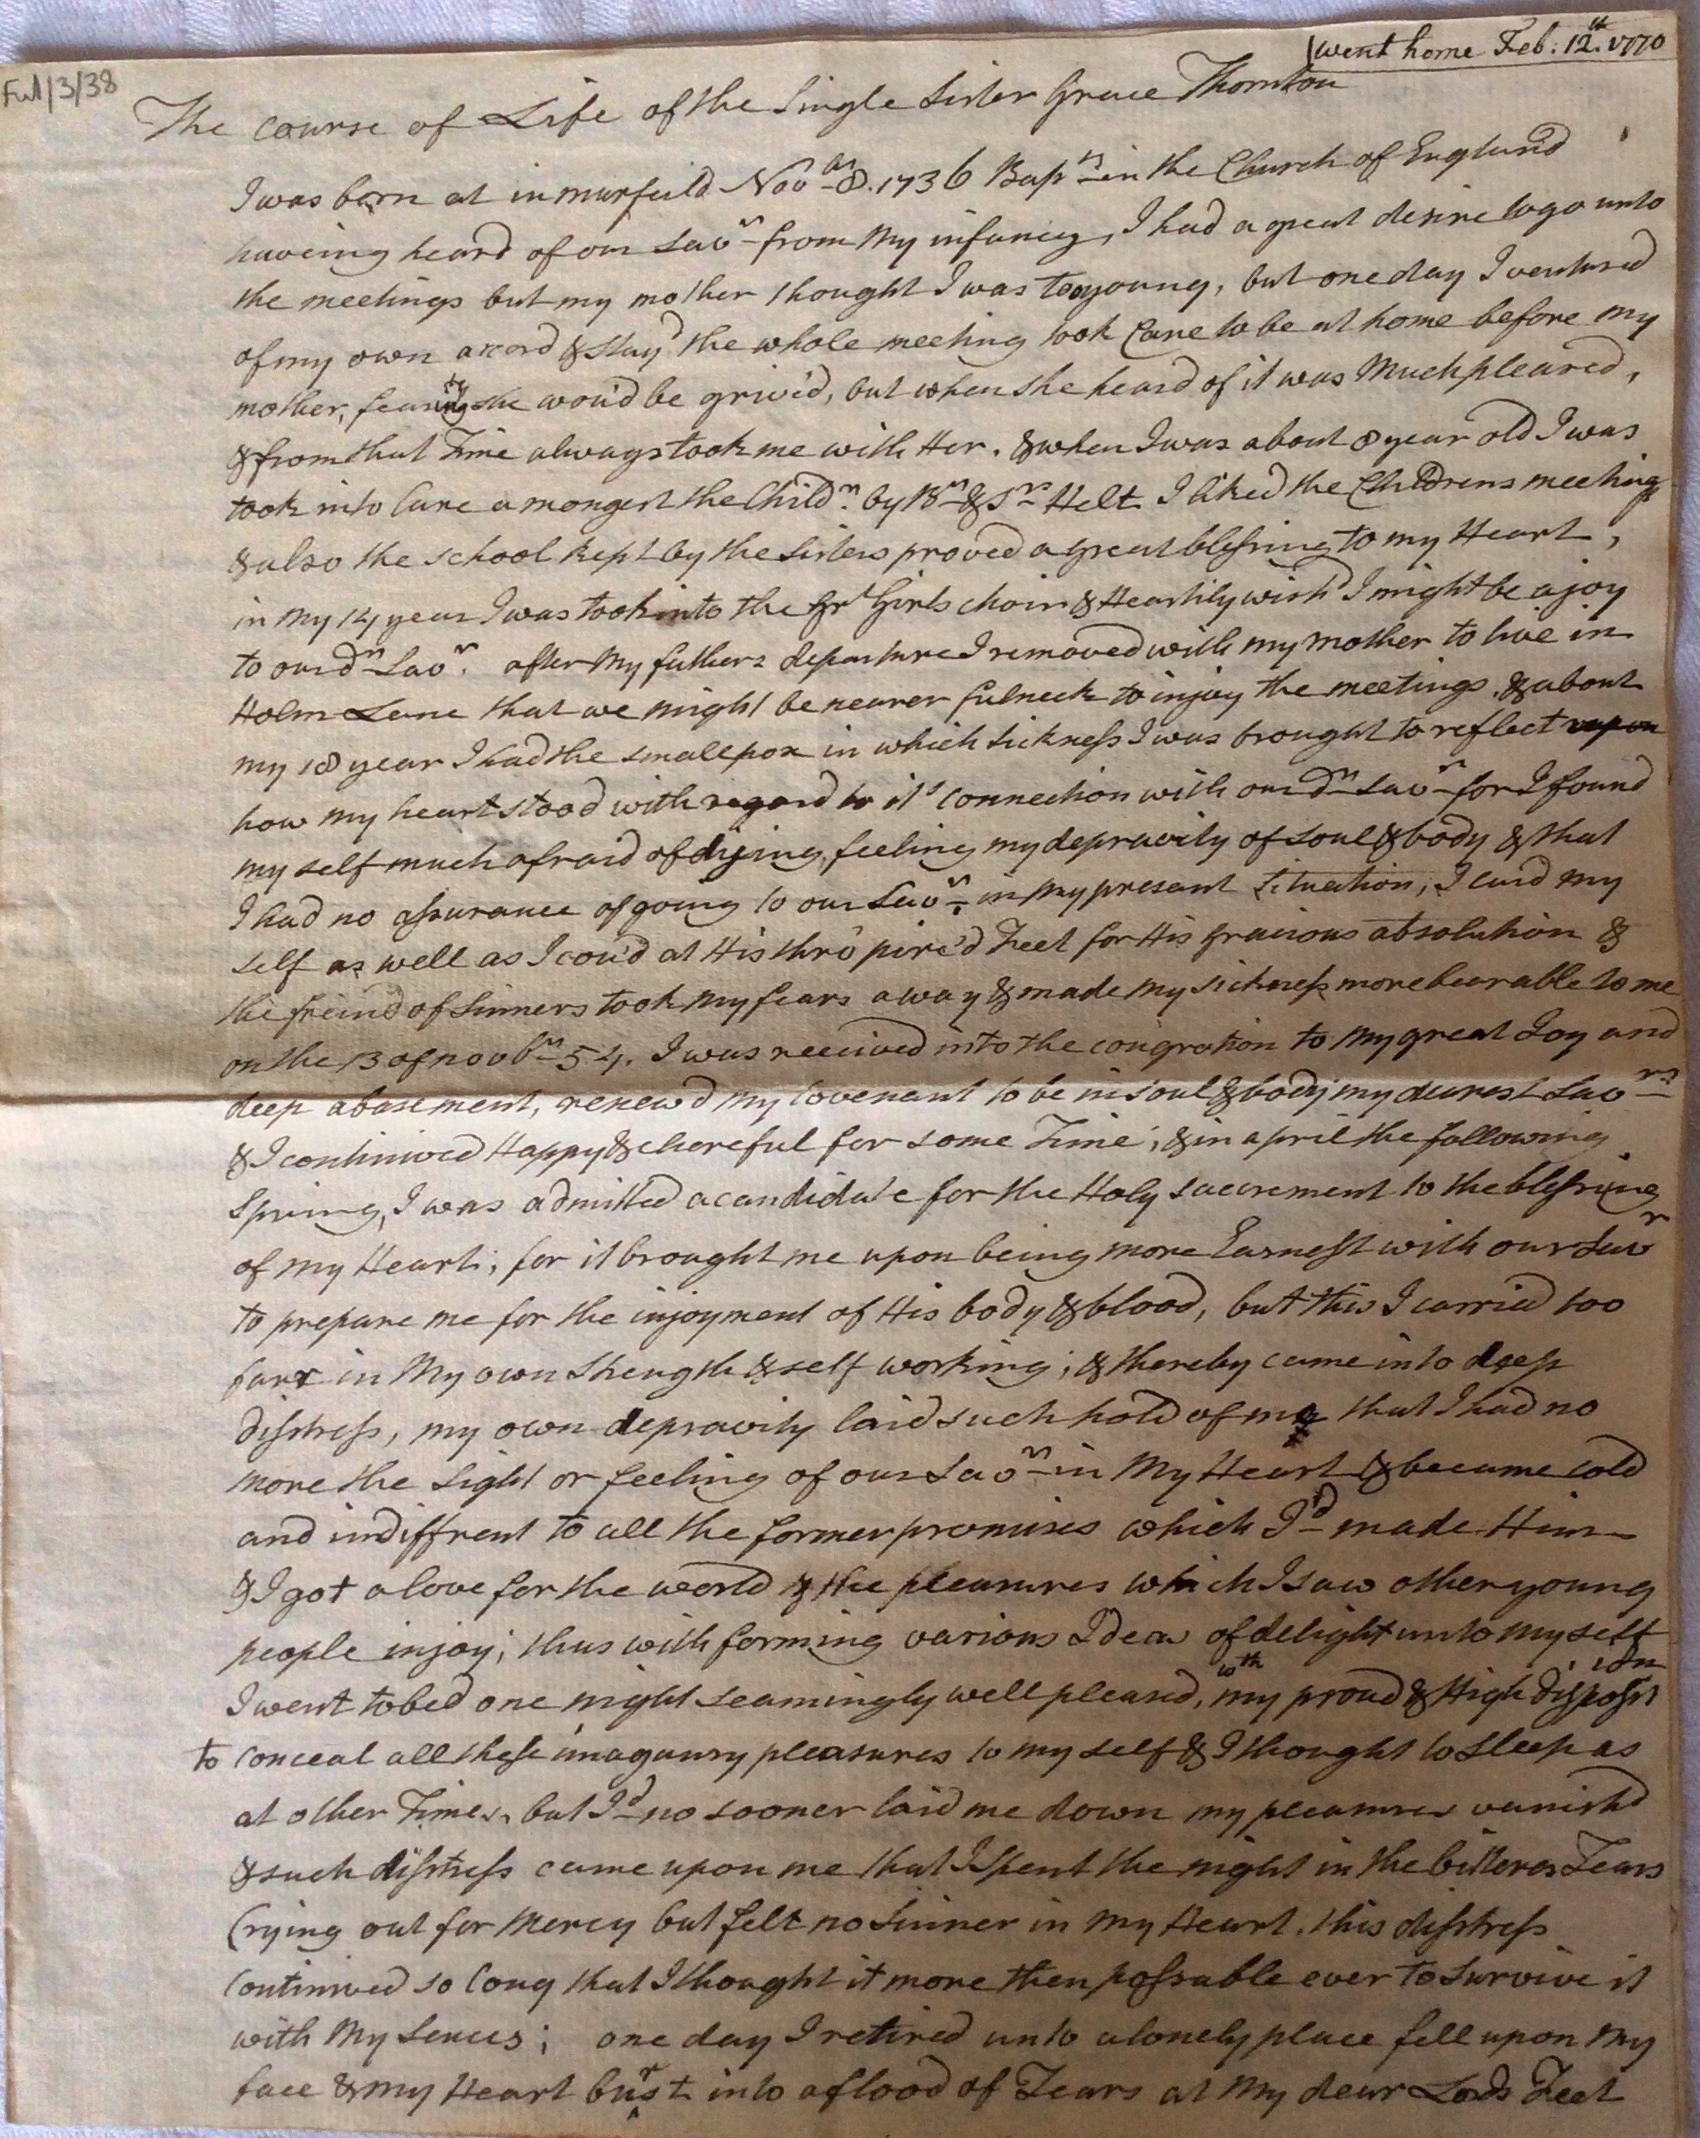 went home Feb: 12th. 1770
Ful/3/38
The course of Life of the Single Sister Grace Thornton
I was born at in murfeild Novbr 8. 1736 Bapd in the Church of England
haveing heard of our Savr from My infancy, I had a great desire to go unto
the meetings but my mother thought I was too young, but one day I ventured
of my own accord & stay'd the whole meeting took Care to be at home before my
mother, fearing she wou'd be griv'd, but when she heard of it was Much pleased,
& from that Time always took me with Her. & when I was about 8 year old I was
took into Care amongest the Childn. by Br & Sr Helt I liked the Childrens meetings
& also the school kept by the sisters proved a great blessing to my Heart,
in My 14 year I was took into the Grt Girls choir & Heartily wish'd I might be a joy
to our dr Savr. after My fathers departure I removed with my mother to live in
Holm Lane that we might be nearer fulneck to injoy the meetings, & about
my 18 year I had the smallpox in which sickness I was brought to reflect upon
how my heart stood with regard to it's connection with our dr Savr for I found
my self much afraid of dijing, feeling my depravity of soul & body & that
I had no assurance of going to our Savr in My present situation, I laid My
self as well as I cou'd at His thro' pirc'd Feet for His gracious absolution &
the freind of sinners took My fears away & made My sickness more bearable to me
on the 13 of novbr 54. I was received into the congration to My great Joy and
deep abasement, renew'd My Covenant to be in soul & body my dearest Savrs
& I continiued Happy & chereful for some Time, & in april the following
Spring, I was admitted a candidate for the Holy sacrement to the blessing
of my Heart, for it brought me upon being more Earnest with our Savr
to prepare me for the injoyment of His body & blood, but this I carried too
farr in My own Strength & self working; & thereby came into deep
disstress, my own depravity laid such hold of me that I had no
more the sight or feeling of our Savr in My Heart & became cold
and indiffrent to all the former promises which I'd made Him
& I got a love for the world & the pleasures which I saw other young
people injoy; thus with forming various Ideas of delight unto My self
I went to bed one night seamingly well pleased, wth my proud & High disposition
to conceal all these imaganry pleasures to my self & I thought to sleep as
at other Times, but I'd no sooner laid me down my pleasures vanish'd
& such disstress came upon me that I spent the night in the bitteres Tears
Crying out for Mercy but felt no Sinner in My Heart. this disstress
Continiued so long that I thought it more then possable ever to survive it
with My Sences; one day I retired unto a lonely place fell upon My
face & my Heart burst into a flood of Tears at My dear Lords Feet